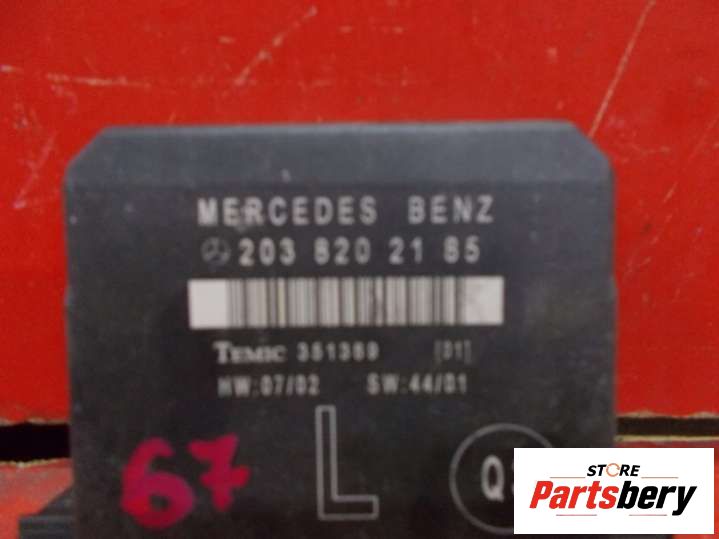 MERCEDES BENZ
203 820 21 85
TEMIC 351369 [01]
HW:07/02 SW:44/01
L
67
STORE
Partsbery